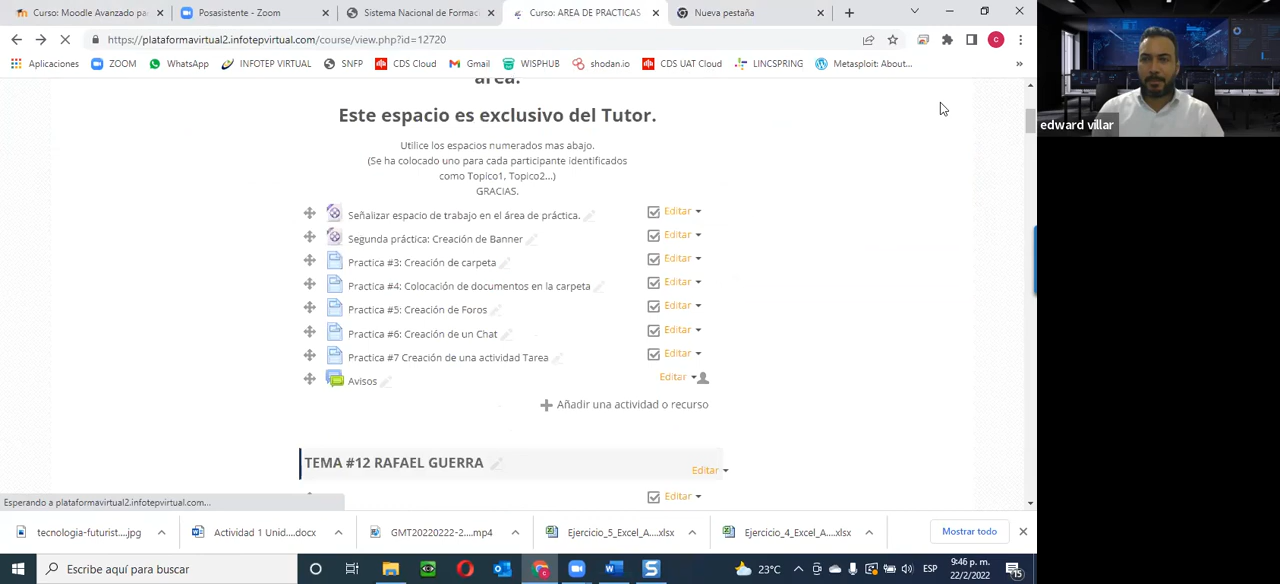 Curso: Moodle Avanzado pa
Posasistente - Zoom
Sistema Nacional de Formac
Curso: AREA DE PRACTICAS
Nueva pestaña
https://plataformavirtual2.infotepvirtual.com/course/view.php?id=12720
Aplicaciones ZOOM WhatsApp INFOTEP VIRTUAL SNFP CDS Cloud Gmail WISPHUB shodan.io CDS UAT Cloud LINCSPRING Metasploit: About... »
área.
Este espacio es exclusivo del Tutor.
Utilice los espacios numerados mas abajo.
(Se ha colocado uno para cada participante identificados
como Topico1, Topico2...)
GRACIAS.
Señalizar espacio de trabajo en el área de práctica. Editar
Segunda práctica: Creación de Banner Editar
Practica #3: Creación de carpeta Editar
Practica #4: Colocación de documentos en la carpeta Editar
Practica #5: Creación de Foros Editar
Practica #6: Creación de un Chat Editar
Practica #7 Creación de una actividad Tarea Editar
Avisos Editar
Añadir una actividad o recurso
TEMA #12 RAFAEL GUERRA
Editar
Editar
Esperando a plataformavirtual2.infotepvirtual.com...
edward villar
tecnologia-futurist....jpg
Actividad 1 Unid....docx
GMT20220222-2....mp4
Ejercicio_5_Excel_A....xlsx
Ejercicio_4_Excel_A....xlsx
Mostrar todo
Escribe aquí para buscar
23°C
ESP
9:46 p. m.
22/2/2022
15